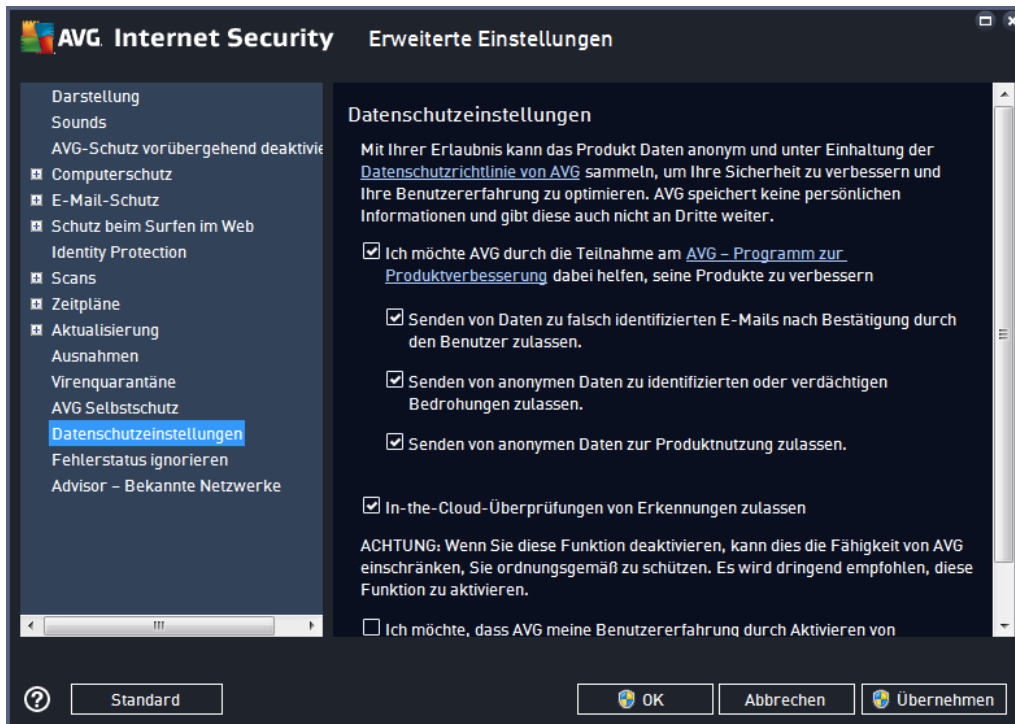 AVG. Internet Security
Erweiterte Einstellungen
Darstellung
Sounds
AVG-Schutz vorübergehend deaktivie
Computerschutz
E-Mail-Schutz
Schutz beim Surfen im Web
Identity Protection
Scans
Zeitpläne
Aktualisierung
Ausnahmen
Virenquarantäne
AVG Selbstschutz
Datenschutzeinstellungen
Fehlerstatus ignorieren
Advisor – Bekannte Netzwerke
Datenschutzeinstellungen
Mit Ihrer Erlaubnis kann das Produkt Daten anonym und unter Einhaltung der
Datenschutzrichtlinie von AVG sammeln, um Ihre Sicherheit zu verbessern und
Ihre Benutzererfahrung zu optimieren. AVG speichert keine persönlichen
Informationen und gibt diese auch nicht an Dritte weiter.
Ich möchte AVG durch die Teilnahme am AVG – Programm zur
Produktverbesserung dabei helfen, seine Produkte zu verbessern
Senden von Daten zu falsch identifizierten E-Mails nach Bestätigung durch
den Benutzer zulassen.
Senden von anonymen Daten zu identifizierten oder verdächtigen
Bedrohungen zulassen.
Senden von anonymen Daten zur Produktnutzung zulassen.
In-the-Cloud-Überprüfungen von Erkennungen zulassen
ACHTUNG: Wenn Sie diese Funktion deaktivieren, kann dies die Fähigkeit von AVG
einschränken, Sie ordnungsgemäß zu schützen. Es wird dringend empfohlen, diese
Funktion zu aktivieren.
Ich möchte, dass AVG meine Benutzererfahrung durch Aktivieren von
Standard
OK
Abbrechen
Übernehmen